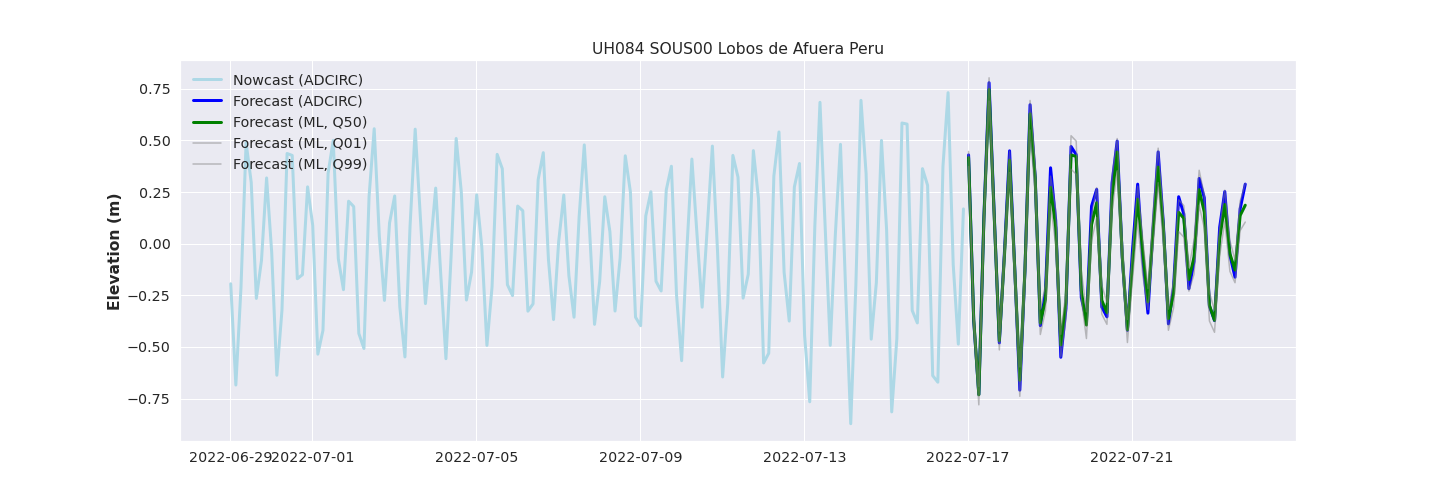 UH084 SOUS00 Lobos de Afuera Peru
Nowcast (ADCIRC)
Forecast (ADCIRC)
Forecast (ML, Q50)
Forecast (ML, Q01)
Forecast (ML, Q99)
Elevation (m)
0.75
0.50
0.25
0.00
−0.25
−0.50
−0.75
2022-06-29 2022-07-01 2022-07-05 2022-07-09 2022-07-13 2022-07-17 2022-07-21